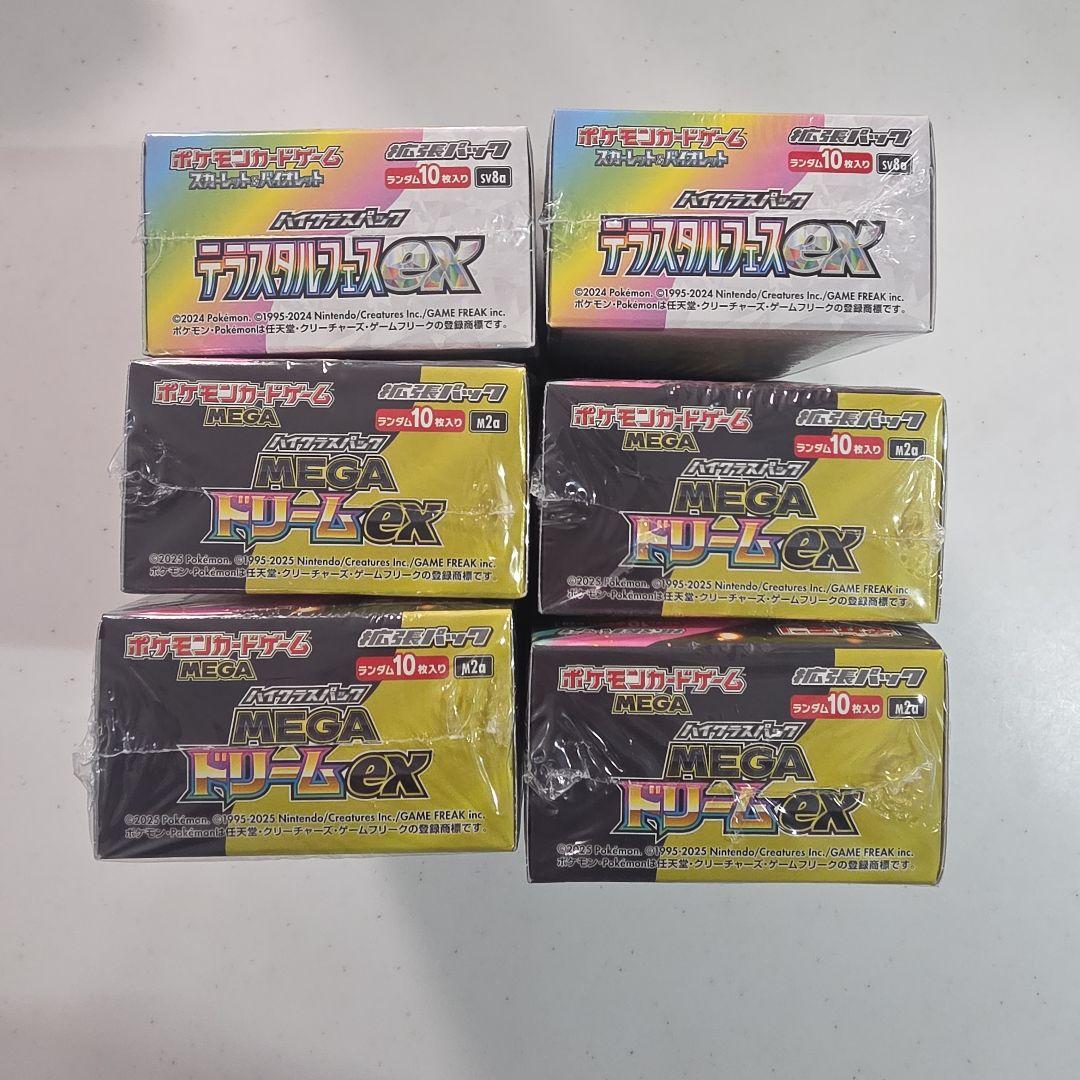 ポケモンカードゲーム
スカーレット&バイオレット
拡張パック
ランダム10枚入り sv8a
ハイクラスパック
テラスタルフェスex
©2024 Pokémon. ©1995-2024 Nintendo/Creatures Inc./GAME FREAK inc.
ポケモン・Pokémonは任天堂・クリーチャーズ・ゲームフリークの登録商標です。
ポケモンカードゲーム
スカーレット&バイオレット
拡張パック
ランダム10枚入り sv8a
ハイクラスパック
テラスタルフェスex
©2024 Pokémon. ©1995-2024 Nintendo/Creatures Inc./GAME FREAK inc.
ポケモン・Pokémonは任天堂・クリーチャーズ・ゲームフリークの登録商標です。
ポケモンカードゲーム
MEGA
拡張パック
ランダム10枚入り M2a
ハイクラスパック
MEGA
ドリームex
©2025 Pokémon. ©1995-2025 Nintendo/Creatures Inc./GAME FREAK inc.
ポケモン・Pokémonは任天堂・クリーチャーズ・ゲームフリークの登録商標です。
ポケモンカードゲーム
MEGA
拡張パック
ランダム10枚入り M2a
ハイクラスパック
MEGA
ドリームex
©2025 Pokémon. ©1995-2025 Nintendo/Creatures Inc./GAME FREAK inc.
ポケモン・Pokémonは任天堂・クリーチャーズ・ゲームフリークの登録商標です。
ポケモンカードゲーム
MEGA
拡張パック
ランダム10枚入り M2a
ハイクラスパック
MEGA
ドリームex
©2025 Pokémon. ©1995-2025 Nintendo/Creatures Inc./GAME FREAK inc.
ポケモン・Pokémonは任天堂・クリーチャーズ・ゲームフリークの登録商標です。
ポケモンカードゲーム
MEGA
拡張パック
ランダム10枚入り M2a
ハイクラスパック
MEGA
ドリームex
©2025 Pokémon. ©1995-2025 Nintendo/Creatures Inc./GAME FREAK inc.
ポケモン・Pokémonは任天堂・クリーチャーズ・ゲームフリークの登録商標です。